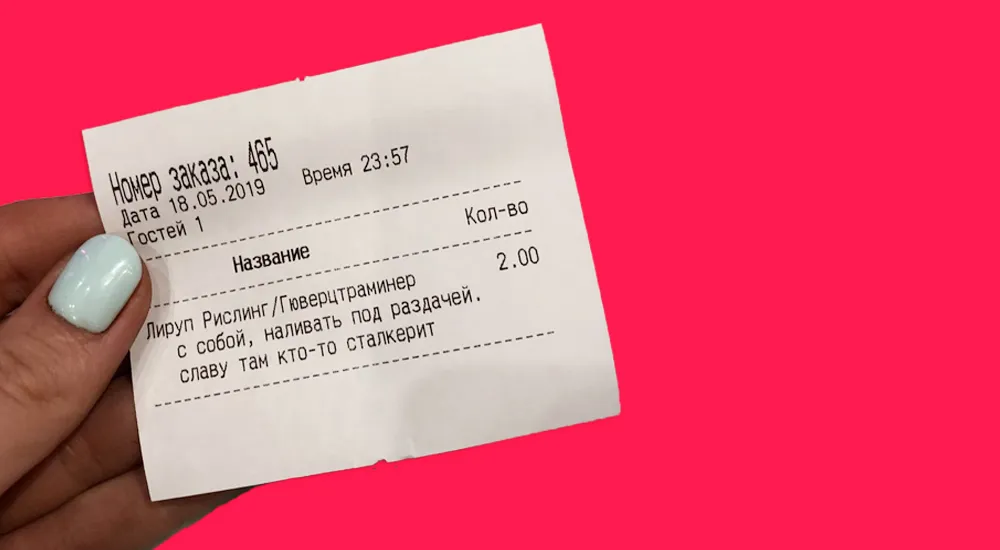 Номер заказа: 465
Дата 18.05.2019 Время 23:57
Гостей 1
Название Кол-во
Лируп Рислинг/Гюверцтраминер 2.00
с собой, наливать под раздачей.
славу там кто-то сталкерит